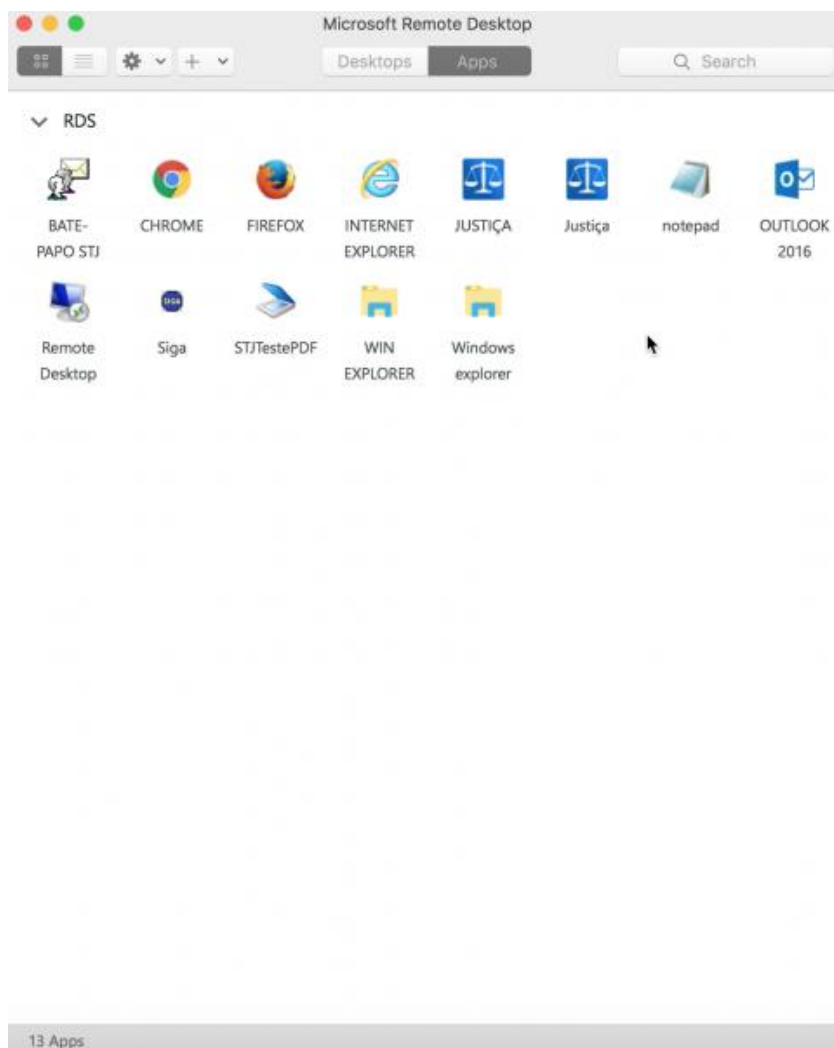 Microsoft Remote Desktop
Desktops Apps Search
RDS
BATE- CHROME FIREFOX INTERNET JUSTIÇA Justiça notepad OUTLOOK
PAPO STJ EXPLORER 2016
SIGA
Remote Siga STJTestePDF WIN Windows
Desktop EXPLORER explorer
13 Apps